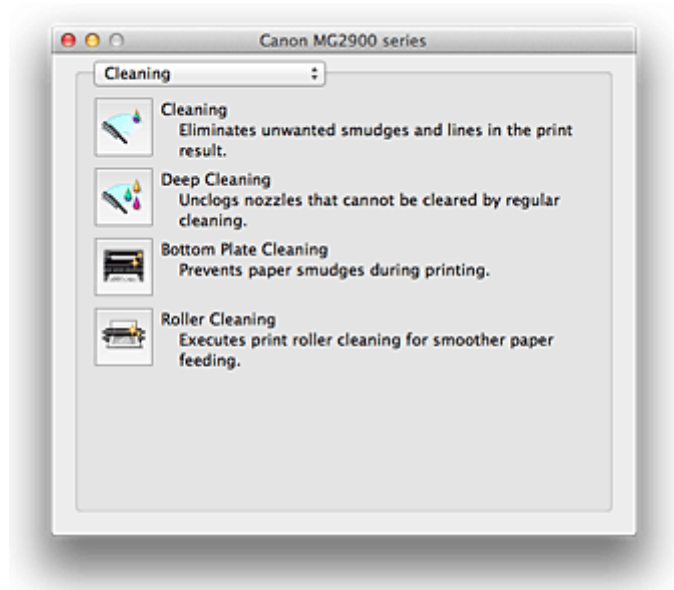 Canon MG2900 series
Cleaning
Cleaning
Eliminates unwanted smudges and lines in the print
result.
Deep Cleaning
Unclogs nozzles that cannot be cleared by regular
cleaning.
Bottom Plate Cleaning
Prevents paper smudges during printing.
Roller Cleaning
Executes print roller cleaning for smoother paper
feeding.